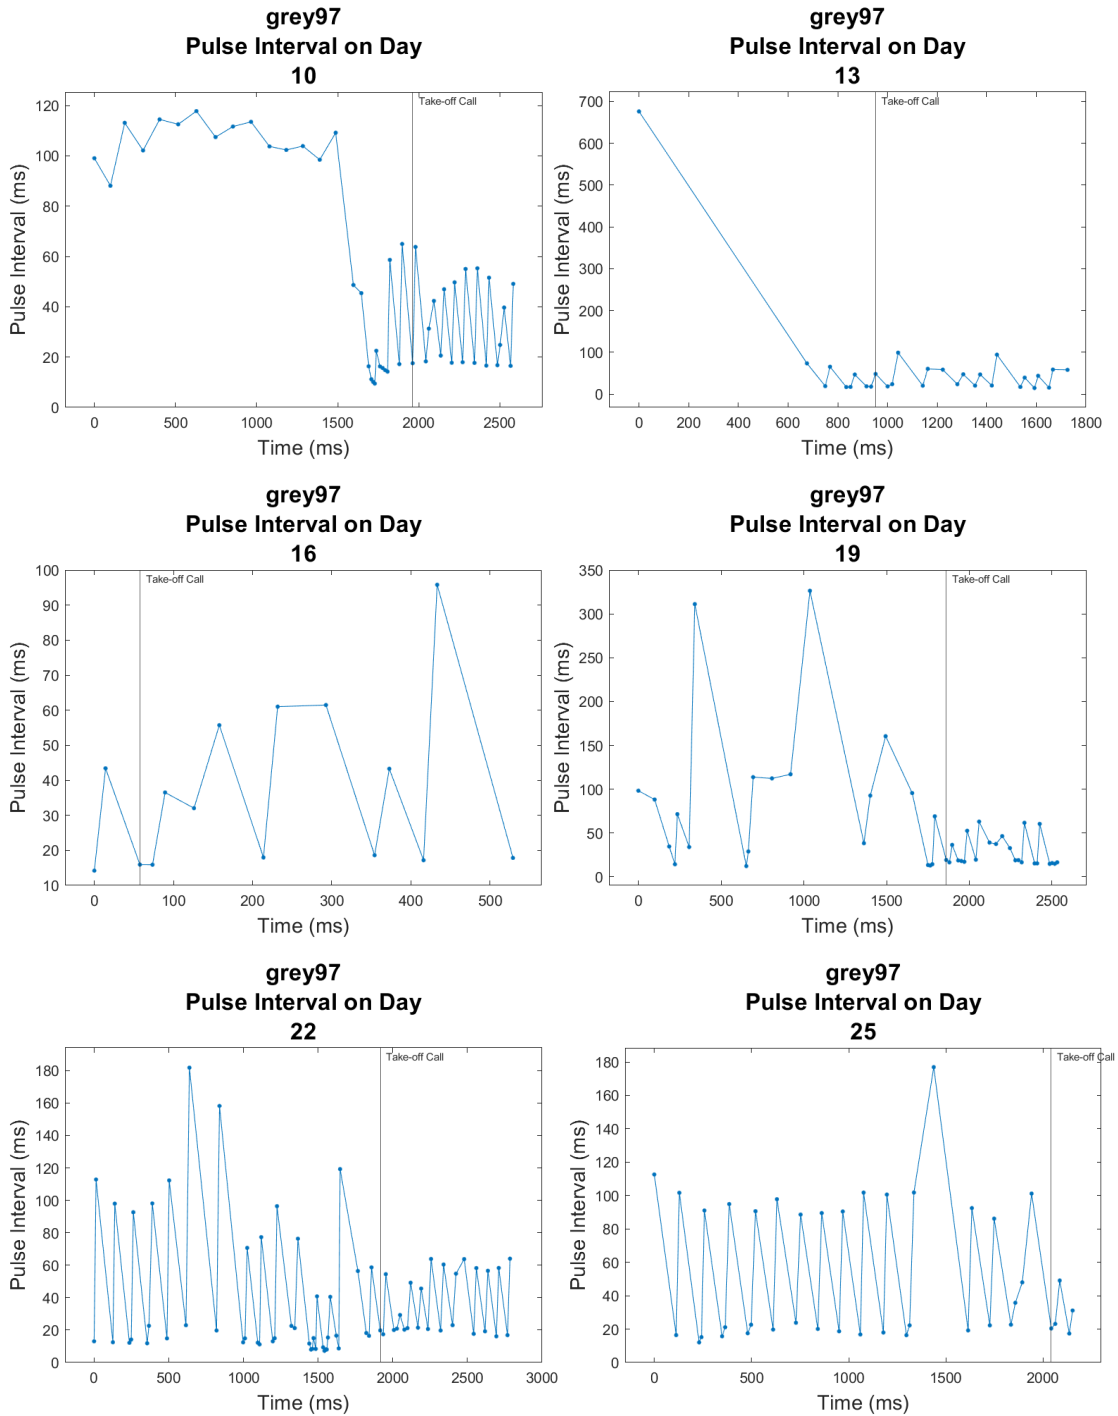 grey97
Pulse Interval on Day
10
Take-off Call
120
100
80
60
40
20
0
Pulse Interval (ms)
0 500 1000 1500 2000 2500
Time (ms)
grey97
Pulse Interval on Day
13
Take-off Call
700
600
500
400
300
200
100
0
Pulse Interval (ms)
0 200 400 600 800 1000 1200 1400 1600 1800
Time (ms)
grey97
Pulse Interval on Day
16
Take-off Call
100
90
80
70
60
50
40
30
20
10
Pulse Interval (ms)
0 100 200 300 400 500
Time (ms)
grey97
Pulse Interval on Day
19
Take-off Call
350
300
250
200
150
100
50
0
Pulse Interval (ms)
0 500 1000 1500 2000 2500
Time (ms)
grey97
Pulse Interval on Day
22
Take-off Call
180
160
140
120
100
80
60
40
20
0
Pulse Interval (ms)
0 500 1000 1500 2000 2500 3000
Time (ms)
grey97
Pulse Interval on Day
25
Take-off Call
180
160
140
120
100
80
60
40
20
0
Pulse Interval (ms)
0 500 1000 1500 2000
Time (ms)